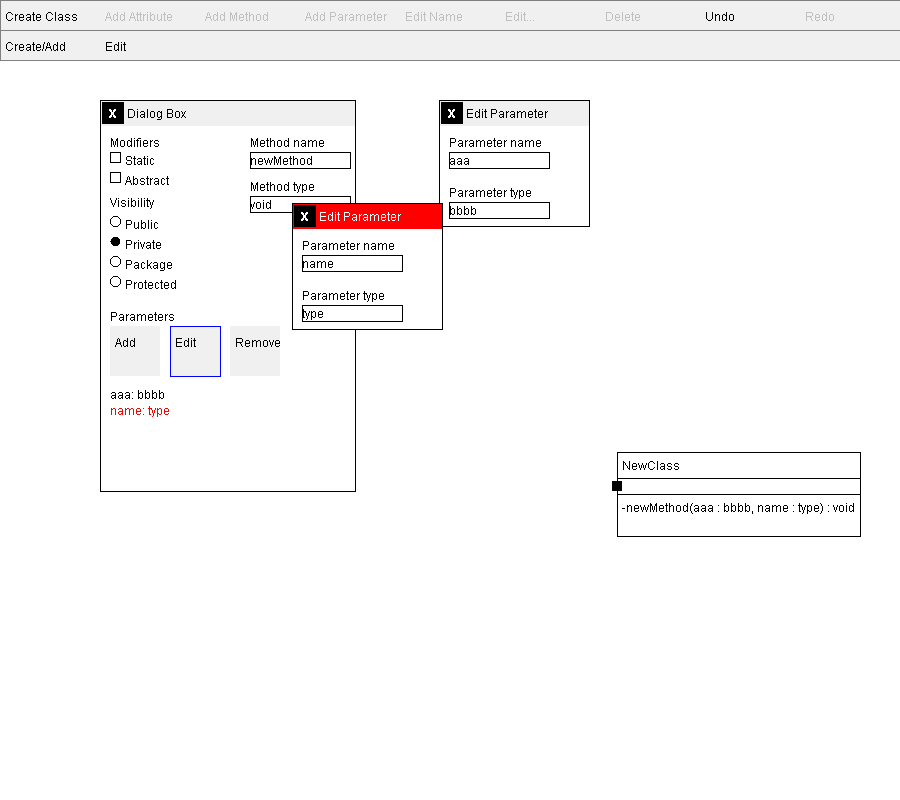 Create Class Add Attribute Add Method Add Parameter Edit Name Edit... Delete Undo Redo
Create/Add Edit
X Dialog Box
Modifiers
Static
Abstract
Visibility
Public
Private
Package
Protected
Method name
newMethod
Method type
void
Parameters
Add Edit Remove
aaa: bbbb
name: type
X Edit Parameter
Parameter name
name
Parameter type
type
X Edit Parameter
Parameter name
aaa
Parameter type
bbbb
NewClass
-newMethod(aaa : bbbb, name : type) : void